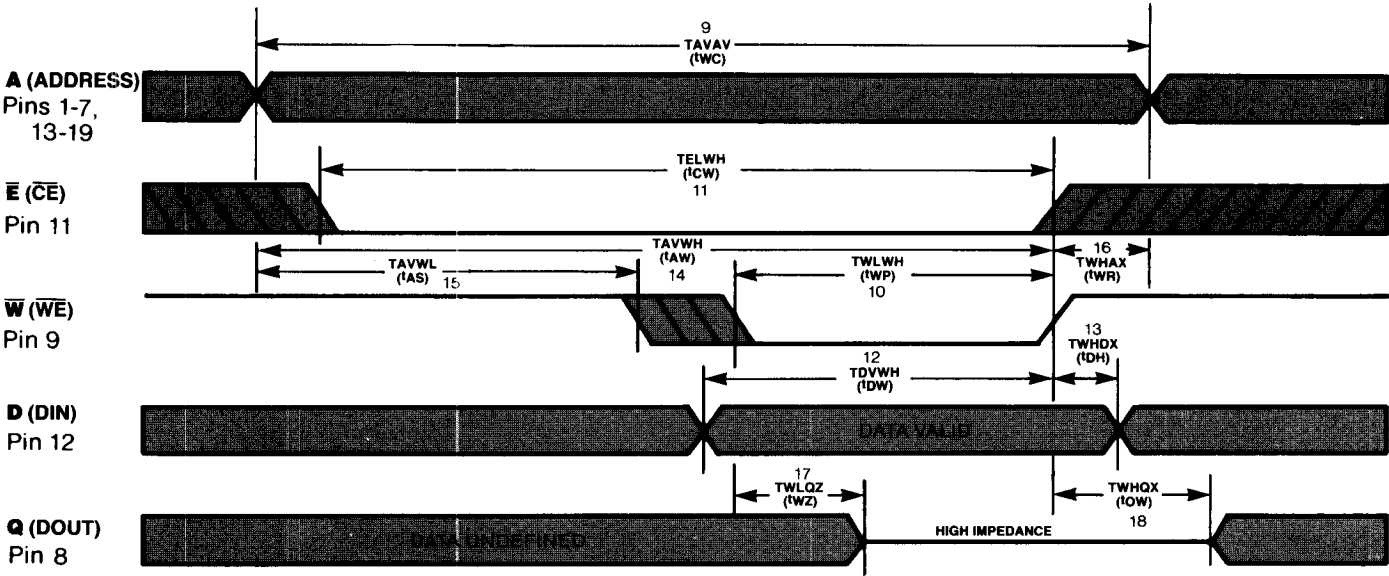 9
TAVAV
(tWC)
A (ADDRESS)
Pins 1-7,
13-19
TELWH
(tCW)
11
E̅ (C̅E̅)
Pin 11
TAVWH
(tAW)
14
TAVWL
(tAS) 15
TWLWH
(tWP)
10
16
TWHAX
(tWR)
W̅ (W̅E̅)
Pin 9
13
TWHDX
(tDH)
12
TDVWH
(tDW)
D (DIN)
Pin 12
DATA VALID
17
TWLQZ
(tWZ)
TWHQX
(tOW)
18
Q (DOUT)
Pin 8
DATA UNDEFINED
HIGH IMPEDANCE